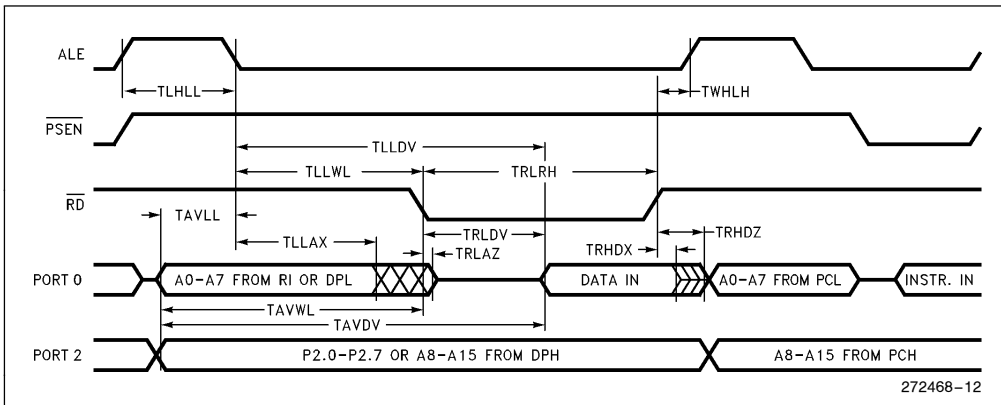 ALE
TLHLL
TWHLH
PSEN
TLLDV
TLLWL
TRLRH
RD
TAVLL
TRLDV
TRHDZ
TLLAX
TRLAZ
TRHDX
PORT 0
A0-A7 FROM RI OR DPL
DATA IN
A0-A7 FROM PCL
INSTR. IN
TAVWL
TAVDV
PORT 2
P2.0-P2.7 OR A8-A15 FROM DPH
A8-A15 FROM PCH
272468-12